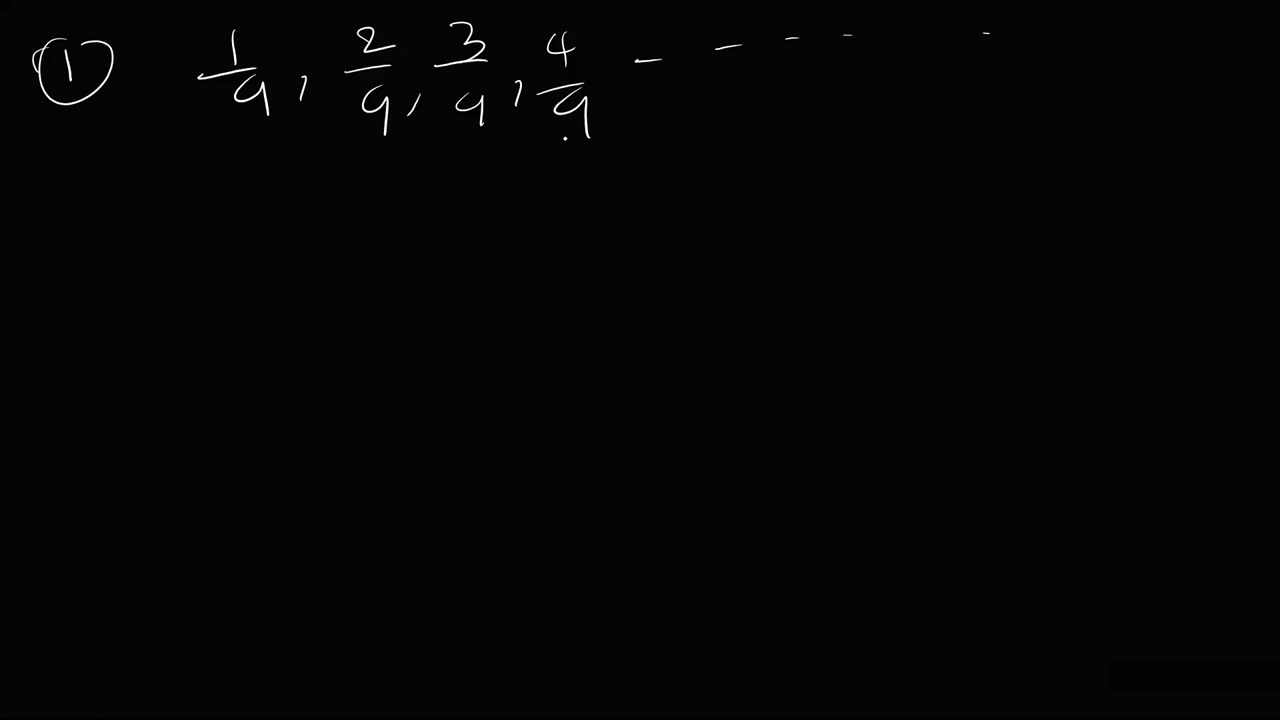 ① 1/9, 2/9, 3/9, 4/9 - - - - -